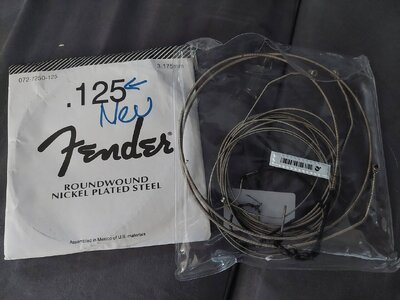 072-7250-125
3.175mm
.125
New
Fender
ROUNDWOUND
NICKEL PLATED STEEL
Assembled in Mexico of U.S. materials